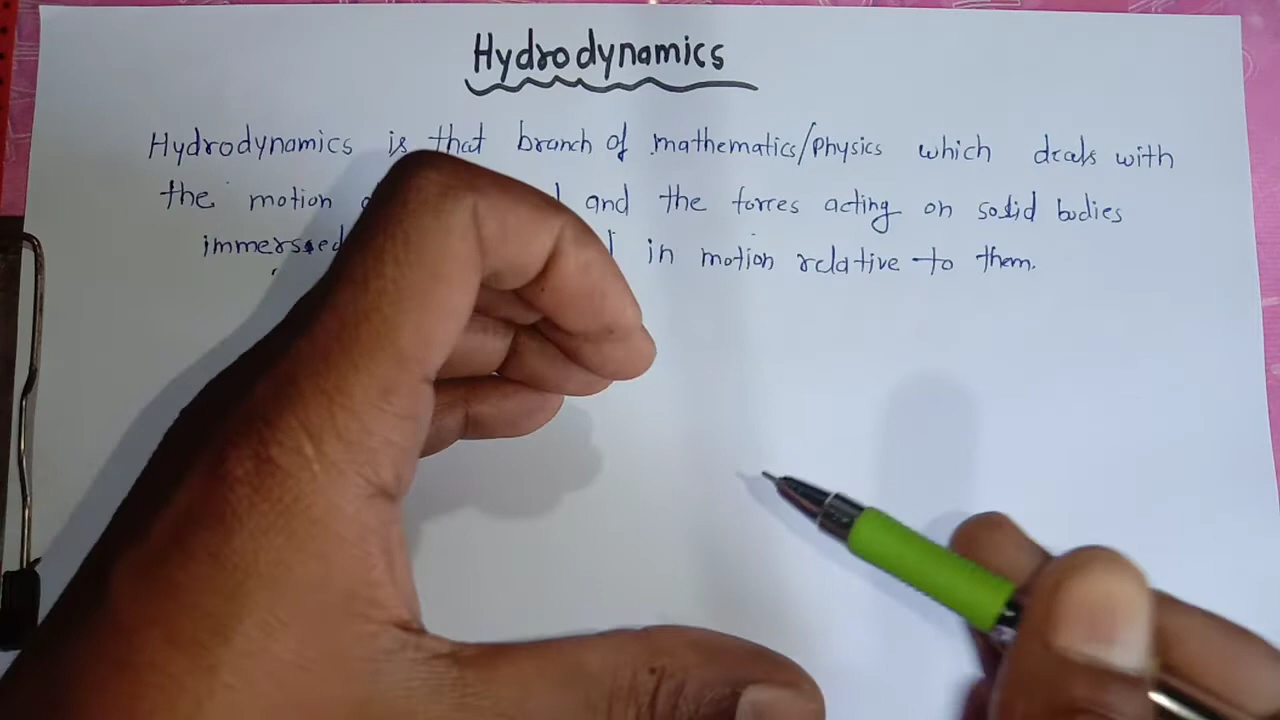 Hydrodynamics
Hydrodynamics is that branch of mathematics/Physics which deals with
the motion and the forces acting on solid bodies
immersed in motion relative to them.